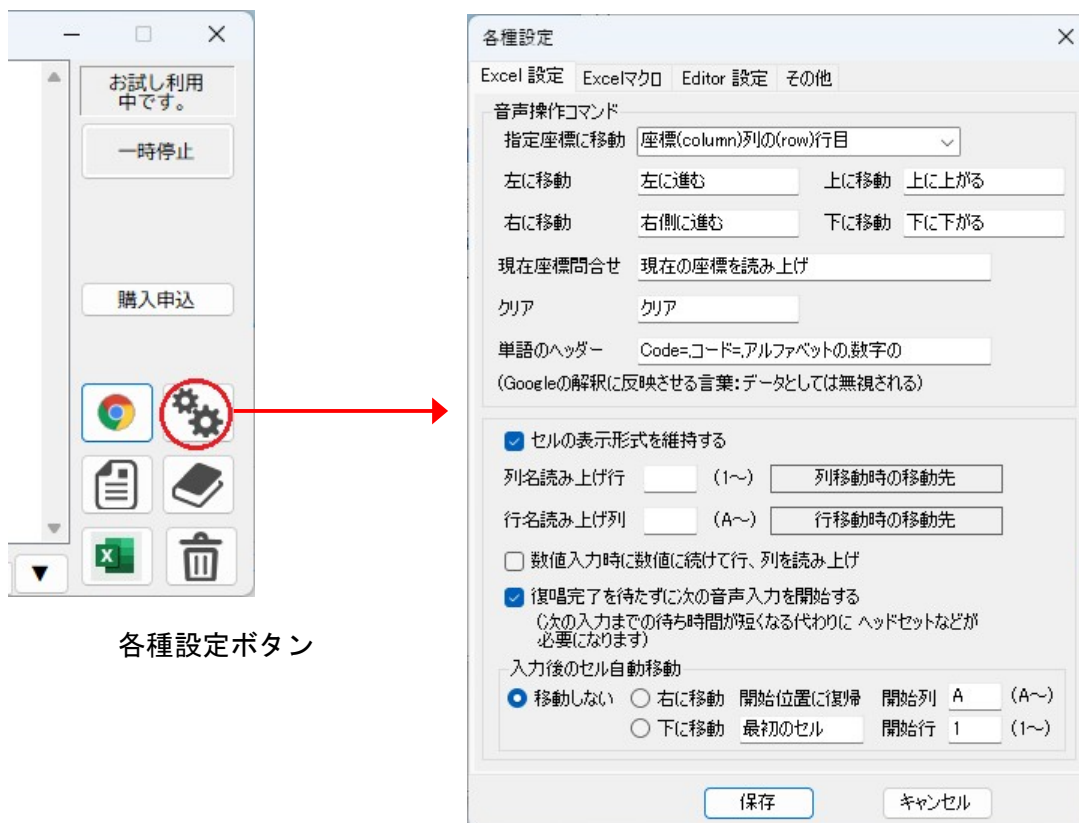 お試し利用
中です。
一時停止
購入申込
▼
各種設定ボタン
各種設定
Excel 設定 Excelマクロ Editor 設定 その他
音声操作コマンド
指定座標に移動 座標(column)列の(row)行目
左に移動 左に進む 上に移動 上に上がる
右に移動 右側に進む 下に移動 下に下がる
現在座標問合せ 現在の座標を読み上げ
クリア クリア
単語のヘッダー Code=,コード=,アルファベットの,数字の
(Googleの解釈に反映させる言葉:データとしては無視される)
セルの表示形式を維持する
列名読み上げ行 (1~) 列移動時の移動先
行名読み上げ列 (A~) 行移動時の移動先
数値入力時に数値に続けて行、列を読み上げ
復唱完了を待たずに次の音声入力を開始する
(次の入力までの待ち時間が短くなる代わりに ヘッドセットなどが
必要になります)
入力後のセル自動移動
移動しない 右に移動 開始位置に復帰 開始列 A (A~)
下に移動 最初のセル 開始行 1 (1~)
保存 キャンセル